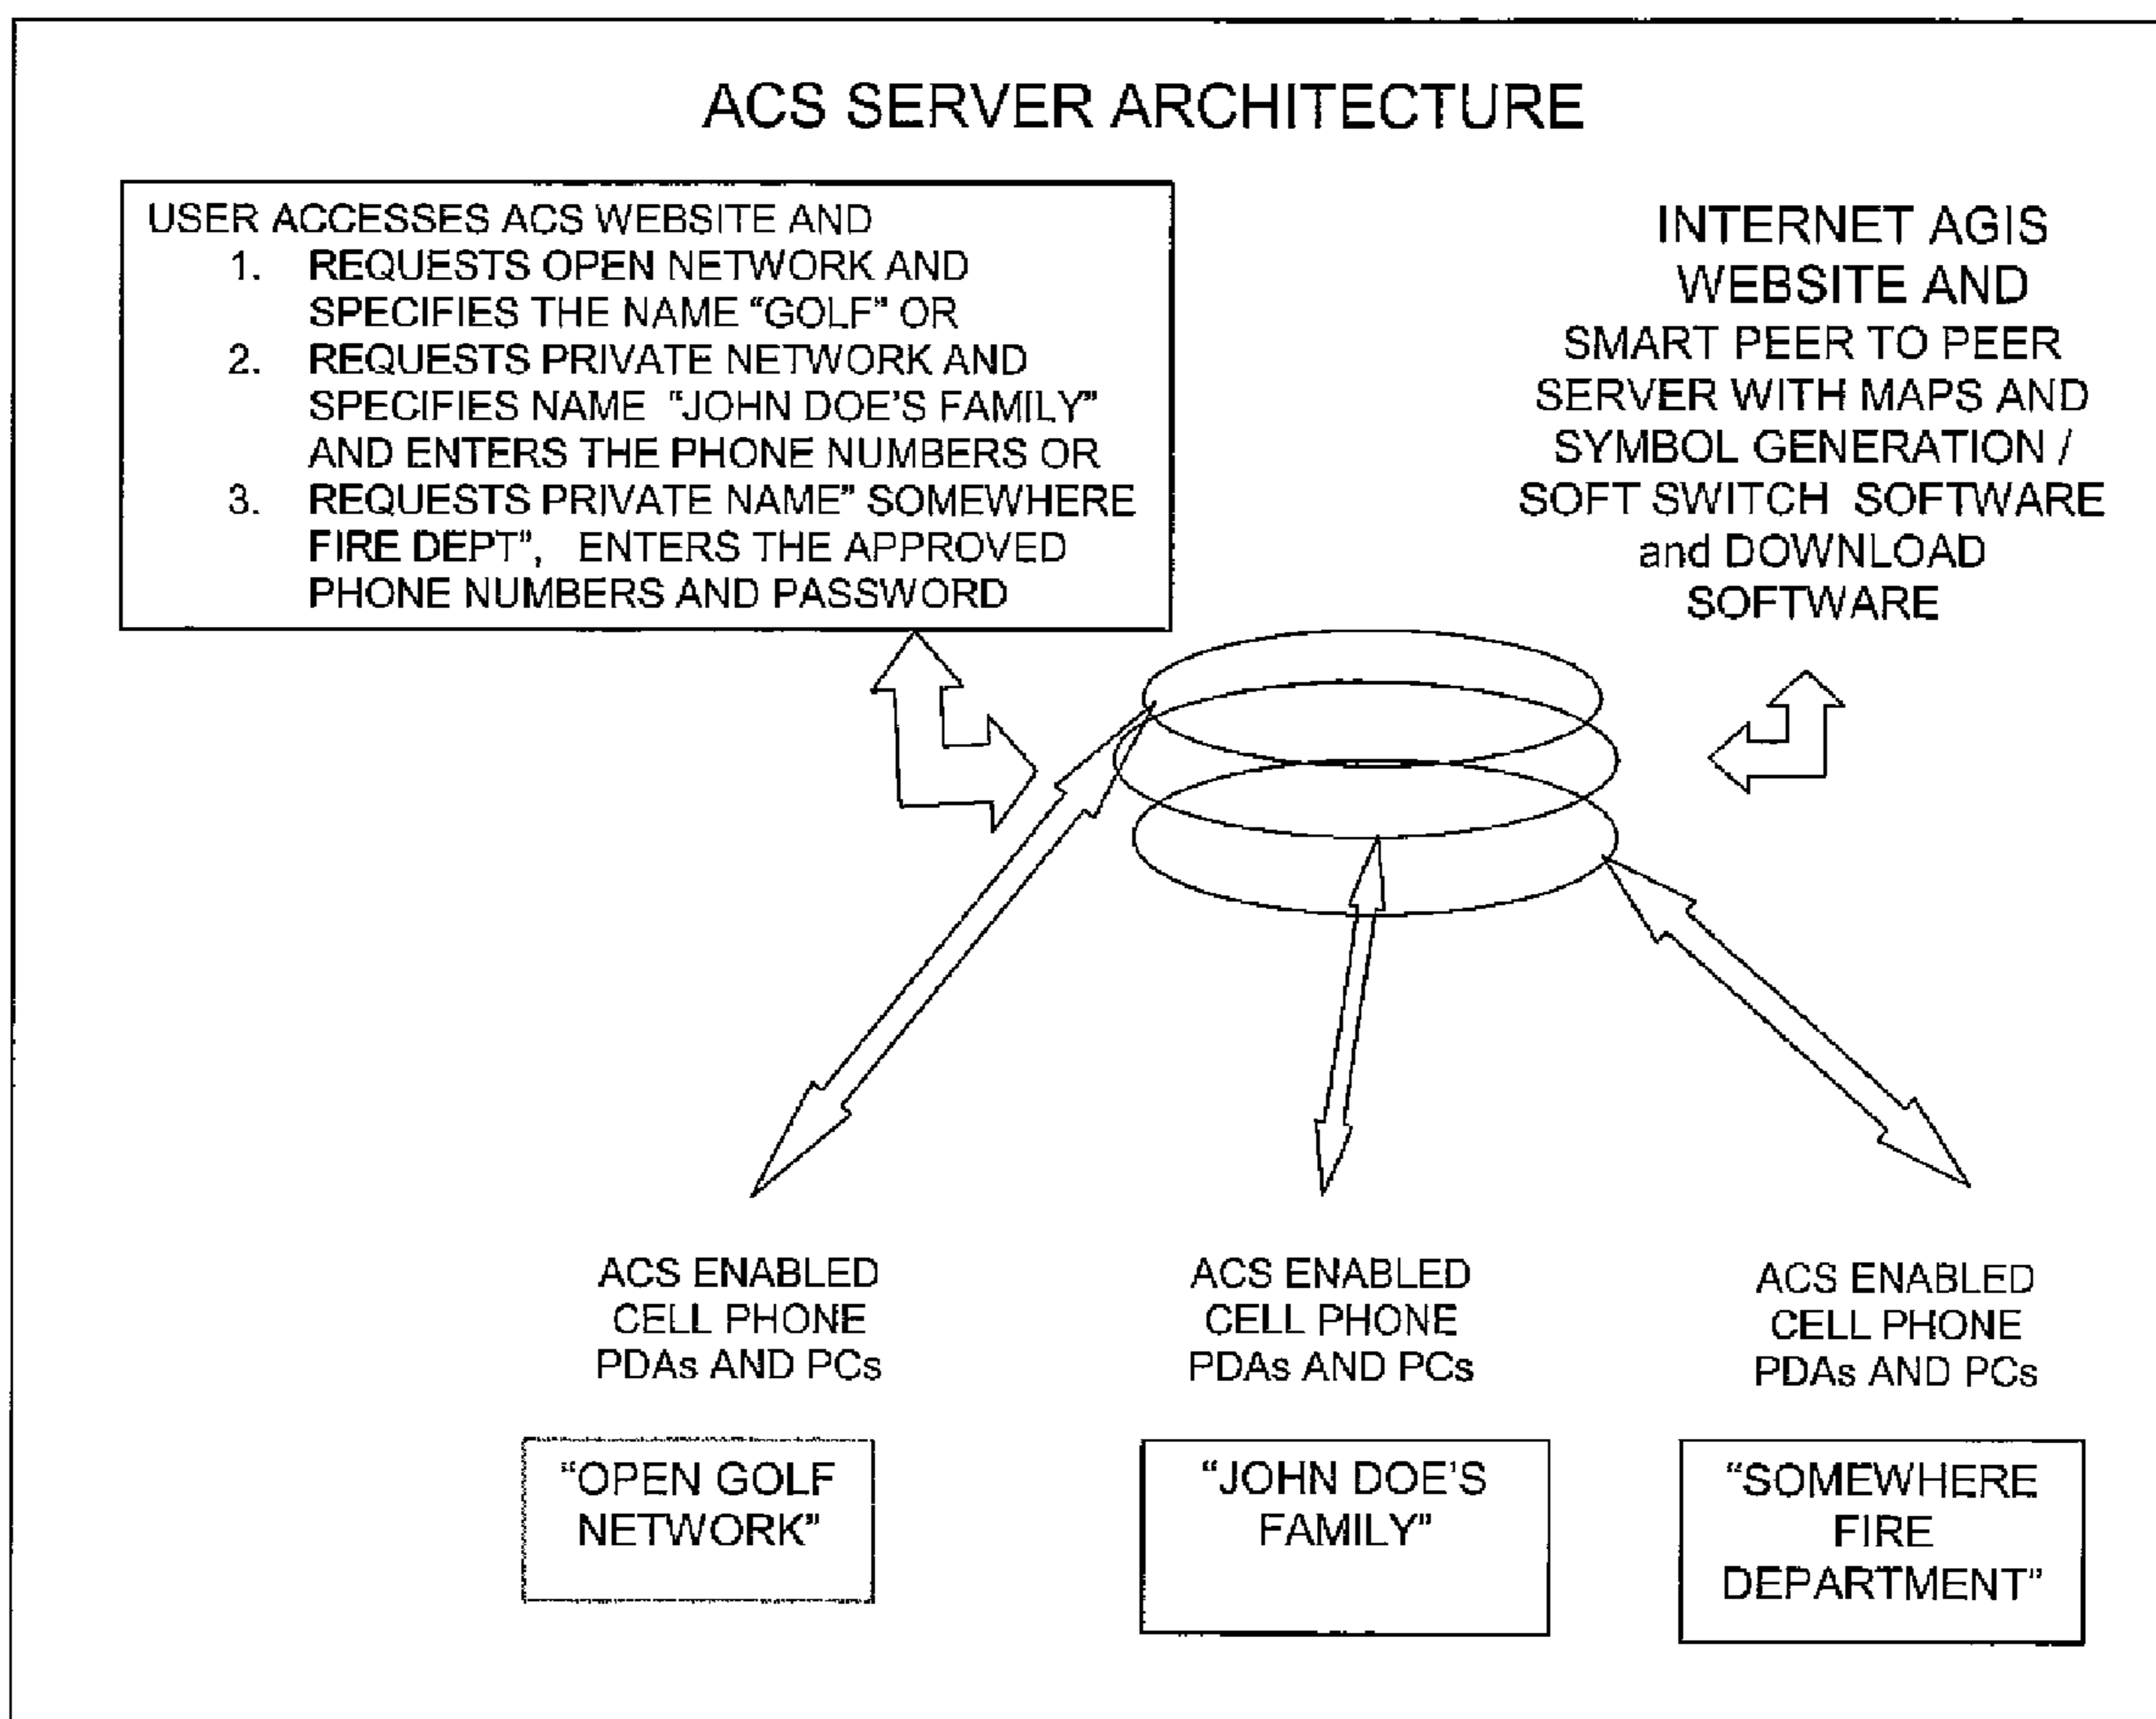 ACS SERVER ARCHITECTURE
USER ACCESSES ACS WEBSITE AND
1. REQUESTS OPEN NETWORK AND
SPECIFIES THE NAME "GOLF" OR
2. REQUESTS PRIVATE NETWORK AND
SPECIFIES NAME "JOHN DOE'S FAMILY"
AND ENTERS THE PHONE NUMBERS OR
3. REQUESTS PRIVATE NAME" SOMEWHERE
FIRE DEPT", ENTERS THE APPROVED
PHONE NUMBERS AND PASSWORD
INTERNET AGIS
WEBSITE AND
SMART PEER TO PEER
SERVER WITH MAPS AND
SYMBOL GENERATION /
SOFT SWITCH SOFTWARE
and DOWNLOAD
SOFTWARE
ACS ENABLED
CELL PHONE
PDAs AND PCs
"OPEN GOLF
NETWORK"
ACS ENABLED
CELL PHONE
PDAs AND PCs
"JOHN DOE'S
FAMILY"
ACS ENABLED
CELL PHONE
PDAs AND PCs
"SOMEWHERE
FIRE
DEPARTMENT"